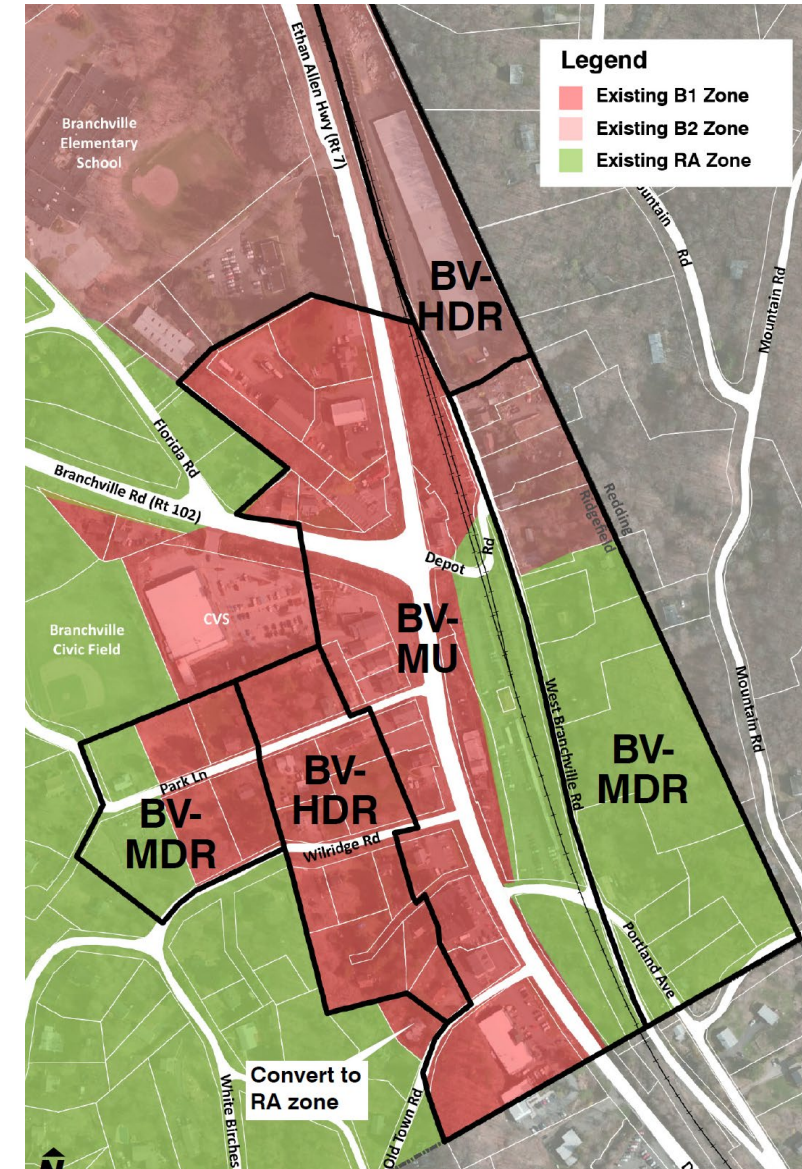 Legend
Existing B1 Zone
Existing B2 Zone
Existing RA Zone
Ethan Allen Hwy (Rt 7)
Branchville
Elementary
School
Rd
Mountain Rd
BV-
HDR
Florida Rd
Branchville Rd (Rt 102)
Redding
Ridgefield
Depot
Rd
CVS
BV-
MU
Branchville
Civic Field
Mountain Rd
West Branchville Rd
BV-
MDR
Park Ln
BV-
HDR
BV-
MDR
Wilridge Rd
Portland Ave
Convert to
RA zone
White Birches
Old Town Rd
N